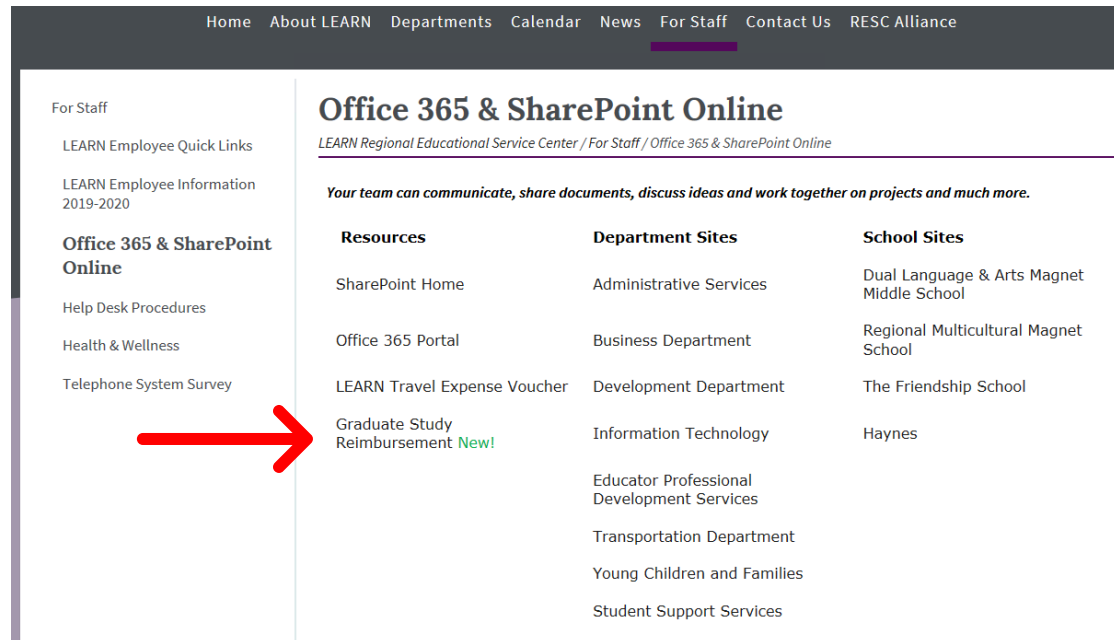 Home About LEARN Departments Calendar News For Staff Contact Us RESC Alliance
For Staff
LEARN Employee Quick Links
LEARN Employee Information
2019-2020
Office 365 & SharePoint
Online
Help Desk Procedures
Health & Wellness
Telephone System Survey
Office 365 & SharePoint Online
LEARN Regional Educational Service Center / For Staff / Office 365 & SharePoint Online
Your team can communicate, share documents, discuss ideas and work together on projects and much more.
Resources
SharePoint Home
Office 365 Portal
LEARN Travel Expense Voucher
Graduate Study
Reimbursement New!
Department Sites
Administrative Services
Business Department
Development Department
Information Technology
Educator Professional
Development Services
Transportation Department
Young Children and Families
Student Support Services
School Sites
Dual Language & Arts Magnet
Middle School
Regional Multicultural Magnet
School
The Friendship School
Haynes